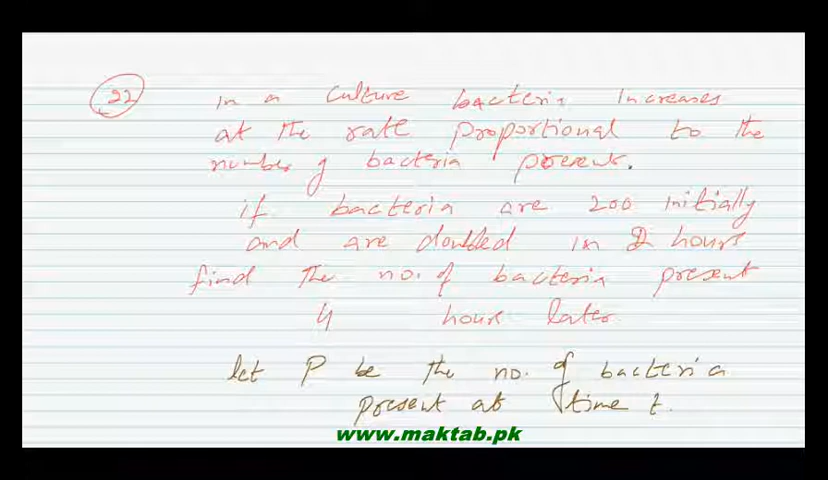 22
In a culture bacteria increases
at the rate proportional to the
number of bacteria present.
if bacteria are 200 initially
and are doubled in 2 hours
find the no. of bacteria present
4 hour later
let P be the no. of bacteria
present at time t.
www.maktab.pk